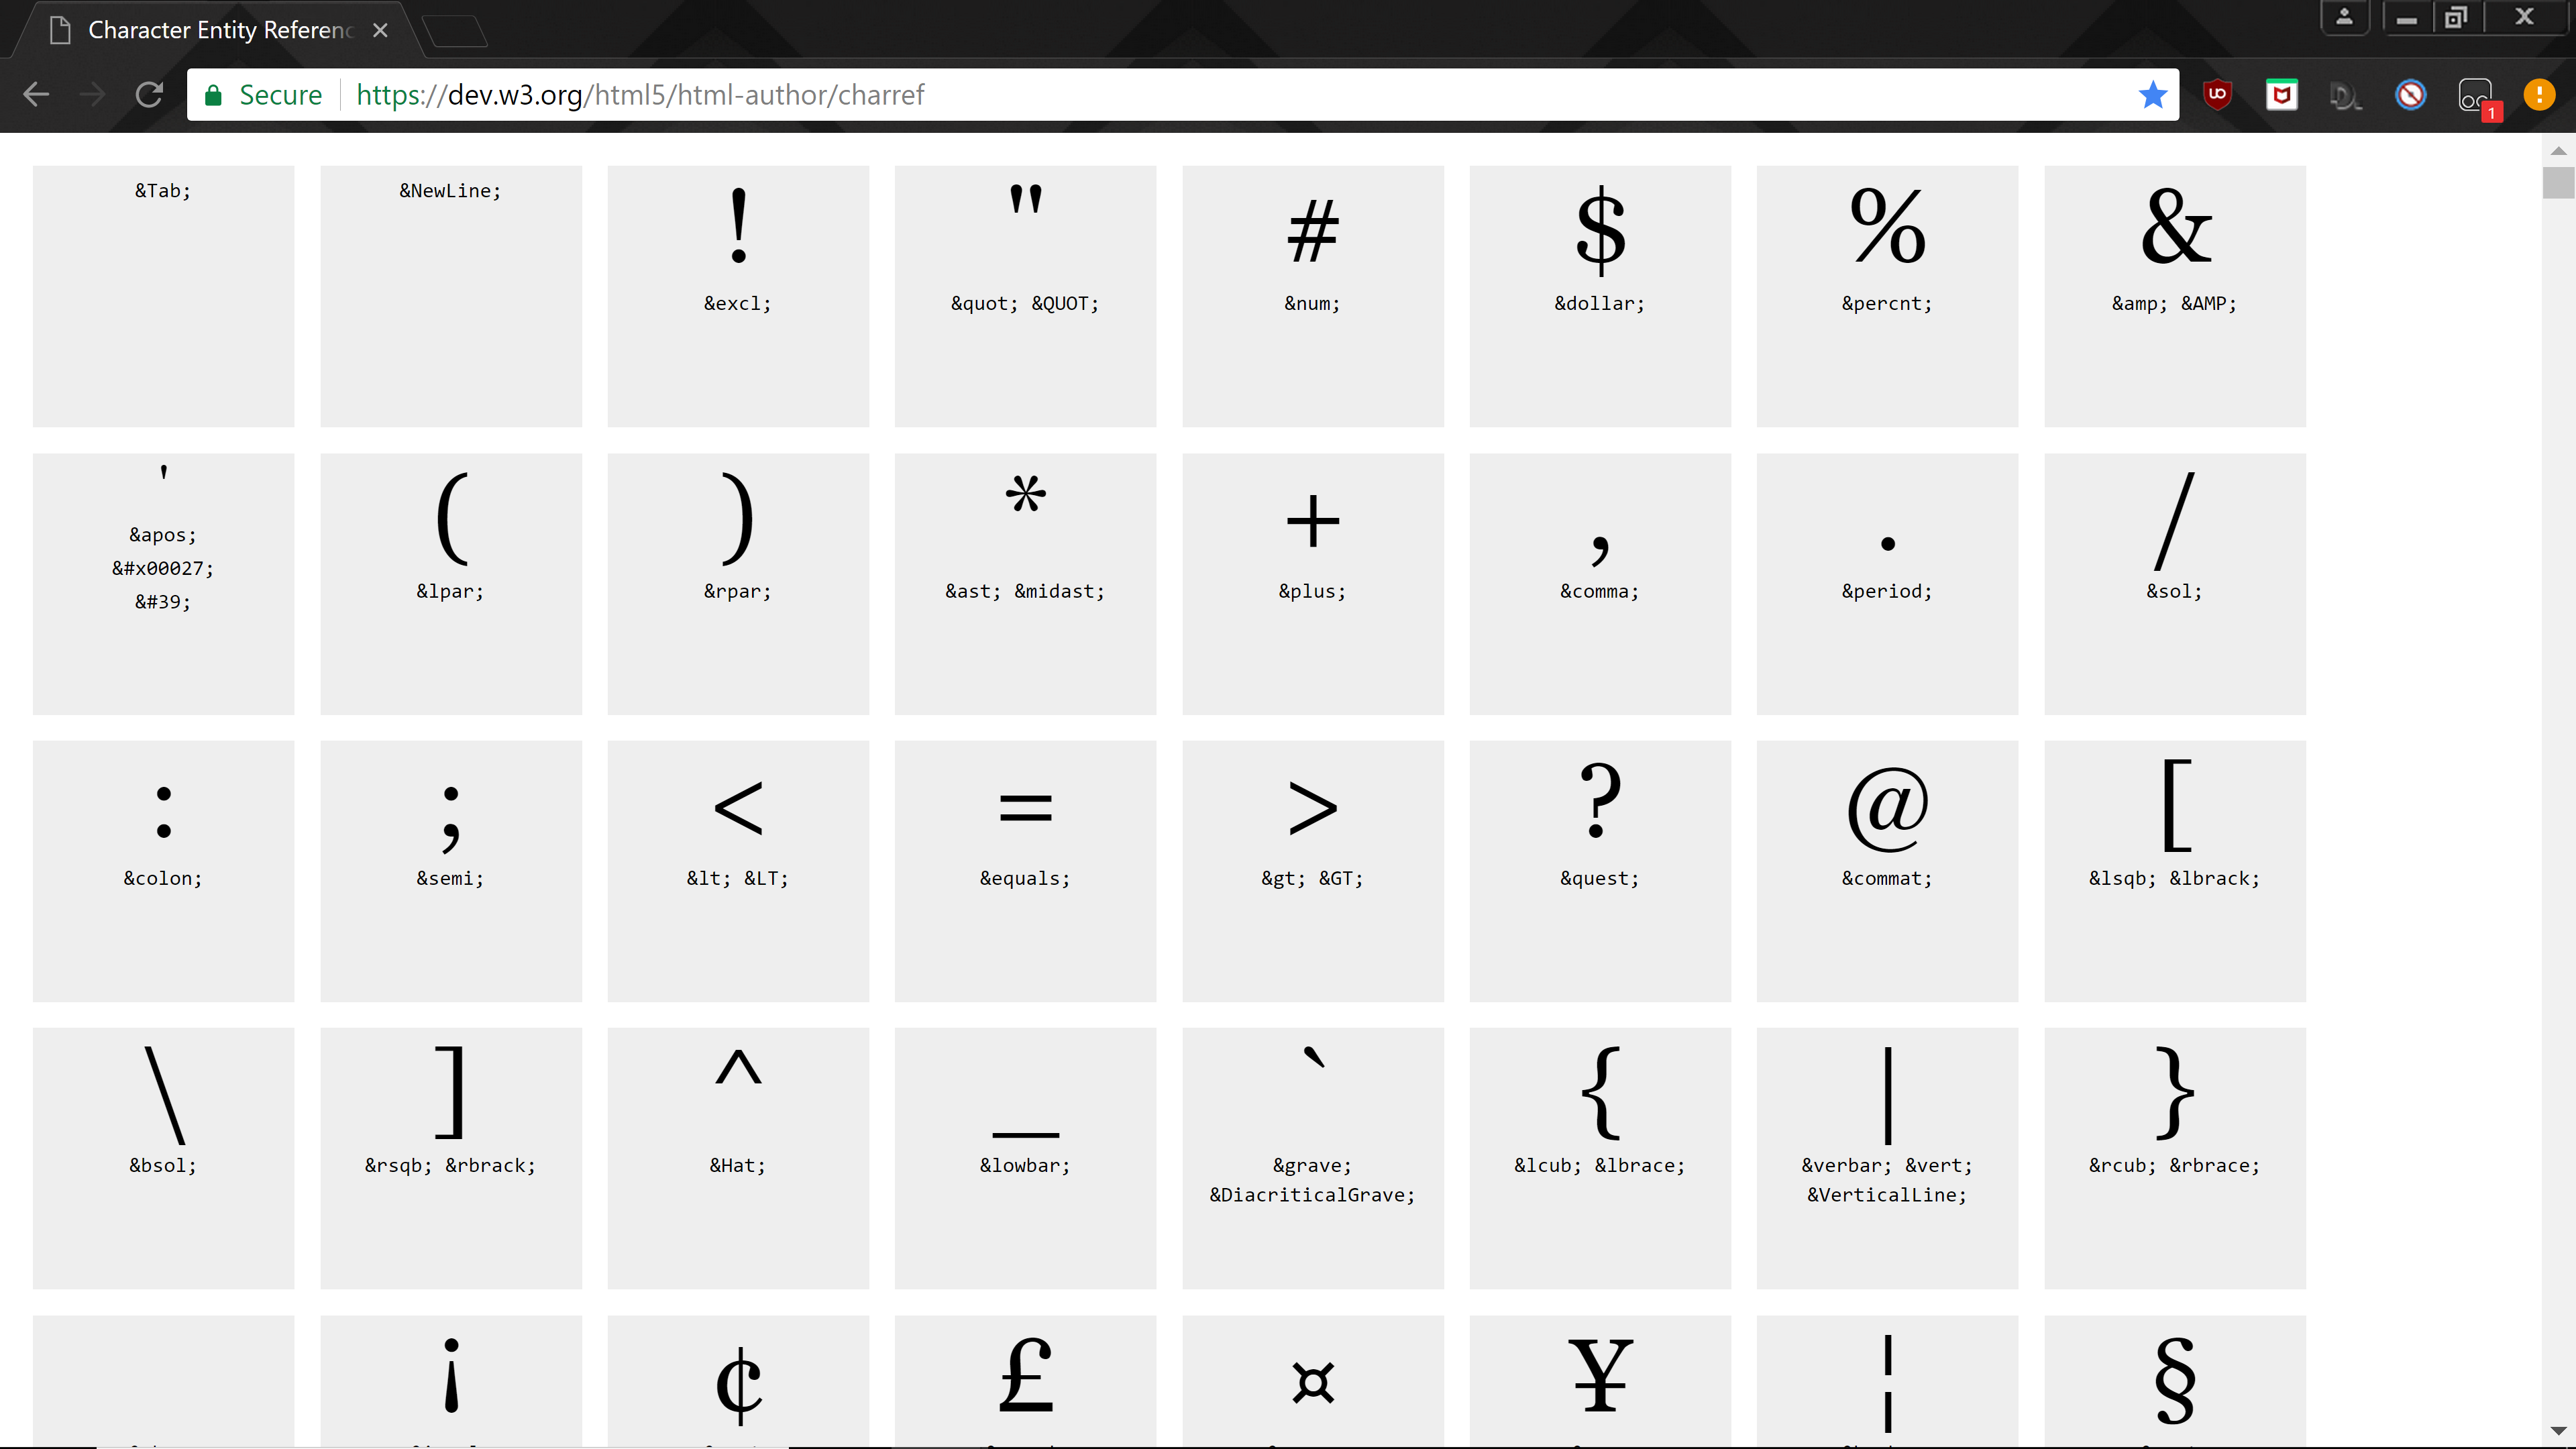 Character Entity Referenc
Secure https://dev.w3.org/html5/html-author/charref
1
&Tab; &NewLine; ! " # $ % &
&excl; &quot; &QUOT; &num; &dollar; &percnt; &amp; &AMP;
' ( ) * + , . /
&apos;
&#x00027;
&#39;
&lpar; &rpar; &ast; &midast; &plus; &comma; &period; &sol;
: ; < = > ? @ [
&colon; &semi; &lt; &LT; &equals; &gt; &GT; &quest; &commat; &lsqb; &lbrack;
\ ] ^ _ ` { | }
&bsol; &rsqb; &rbrack; &Hat; &lowbar; &grave; &lcub; &lbrace; &verbar; &vert; &rcub; &rbrace;
&DiacriticalGrave; &VerticalLine;
¡ ¢ £ ¤ ¥ ¦ §